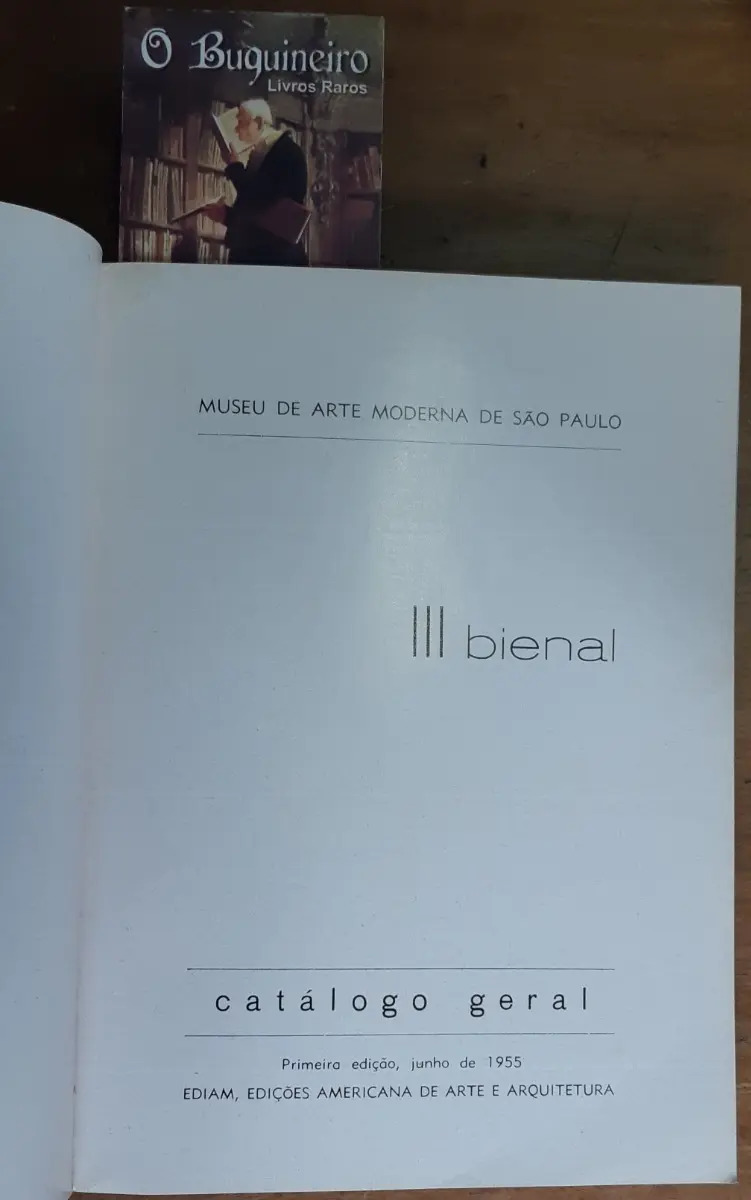 O Buquineiro
Livros Raros
MUSEU DE ARTE MODERNA DE SÃO PAULO
III bienal
catálogo geral
Primeira edição, junho de 1955
EDIAM, EDIÇÕES AMERICANA DE ARTE E ARQUITETURA